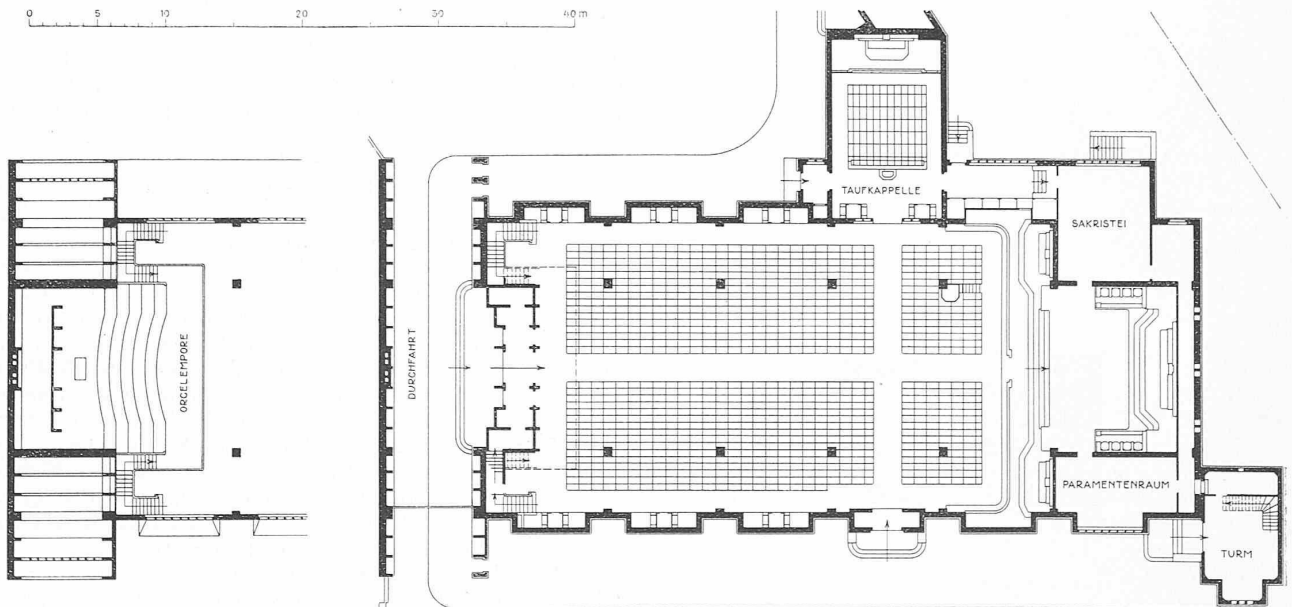 0 5 10 20 30 40 m
TAUFKAPPELLE
SAKRISTEI
ORGELEMPORE
DURCHFAHRT
PARAMENTENRAUM
TURM